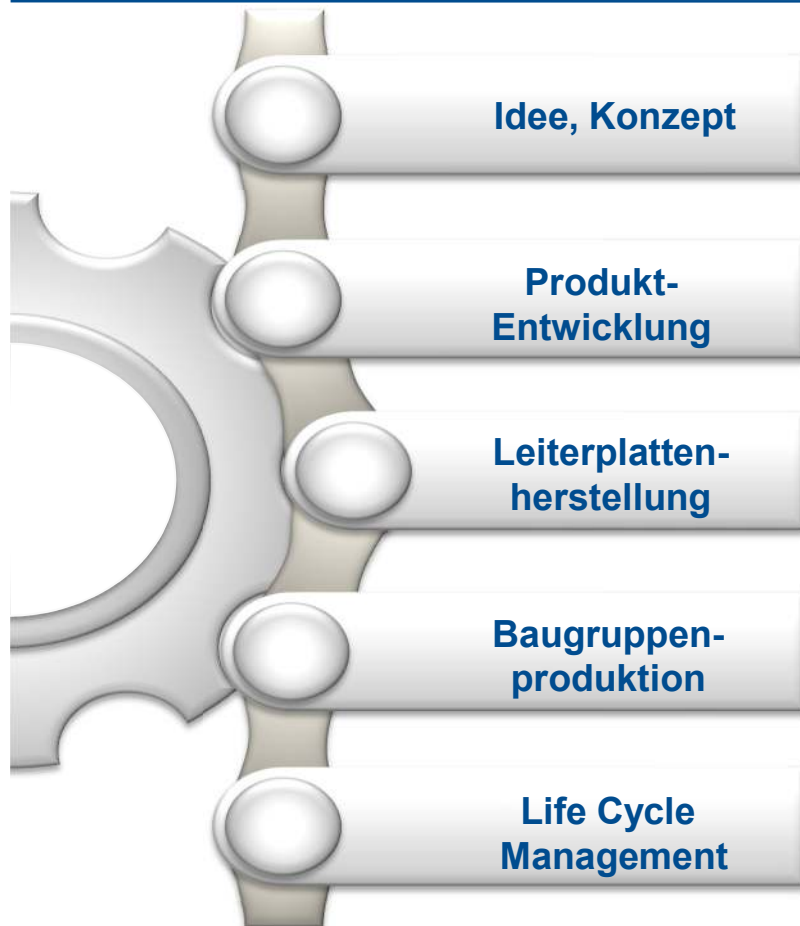 Idee, Konzept
Produkt-
Entwicklung
Leiterplatten-
herstellung
Baugruppen-
produktion
Life Cycle
Management